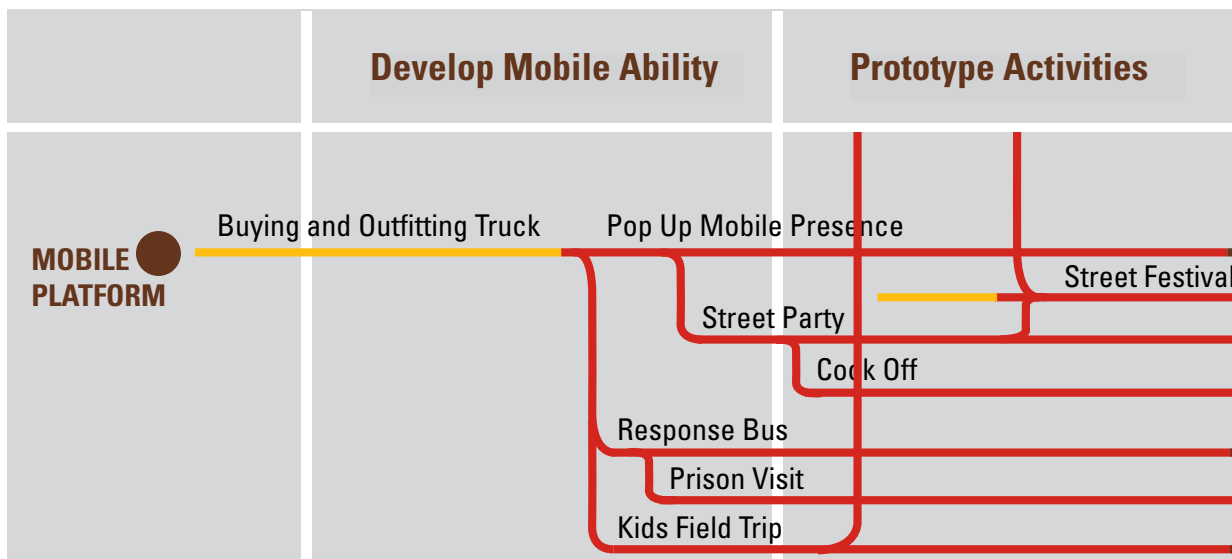 Develop Mobile Ability
Prototype Activities
Buying and Outfitting Truck
Pop Up Mobile Presence
MOBILE
PLATFORM
Street Festival
Street Party
Cook Off
Response Bus
Prison Visit
Kids Field Trip